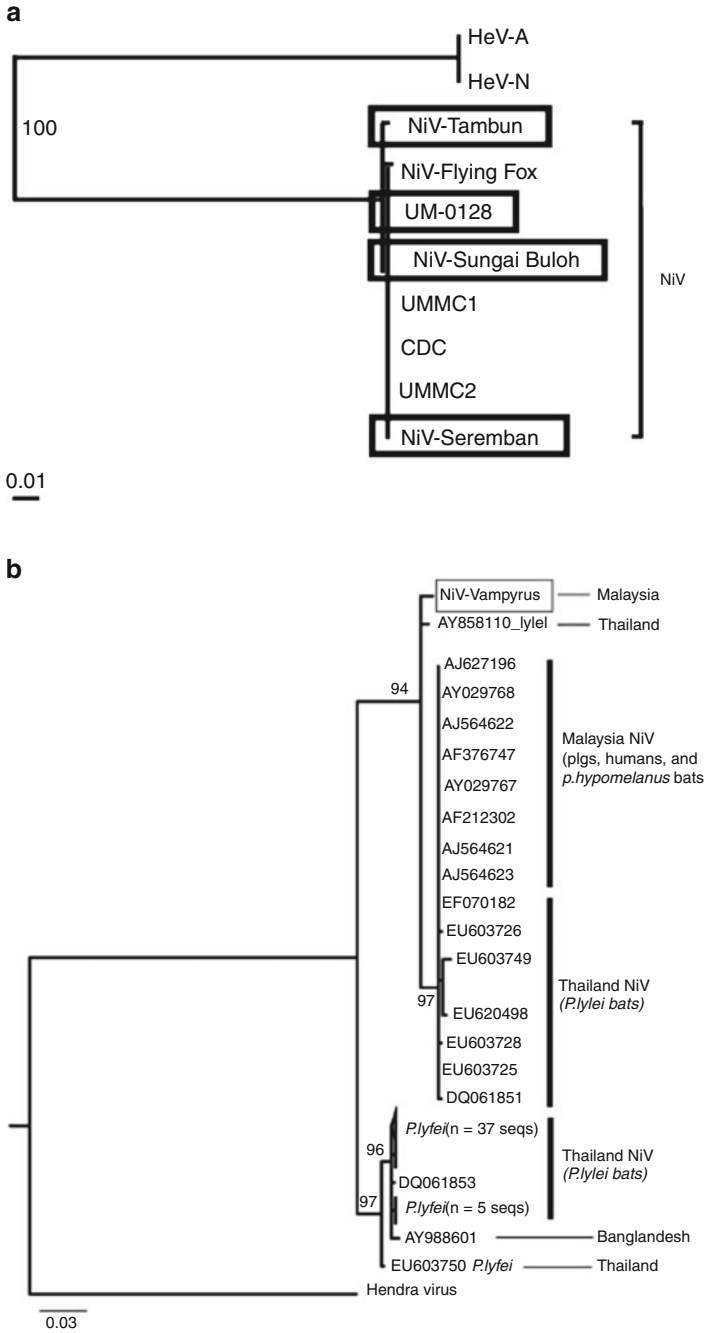 a
HeV-A
HeV-N
100
NiV-Tambun
NiV-Flying Fox
UM-0128
NiV-Sungai Buloh
NiV
UMMC1
CDC
UMMC2
NiV-Seremban
0.01
b
NiV-Vampyrus
Malaysia
AY858110_lylel
Thailand
94
AJ627196
AY029768
AJ564622
AF376747
AY029767
AF212302
AJ564621
AJ564623
Malaysia NiV
(plgs, humans, and
p.hypomelanus bats
EF070182
EU603726
EU603749
97
EU620498
EU603728
EU603725
DQ061851
Thailand NiV
(P.lylei bats)
P.lyfei(n = 37 seqs)
96
DQ061853
97
P.lyfei(n = 5 seqs)
Thailand NiV
(P.lylei bats)
AY988601
Banglandesh
EU603750 P.lyfei
Thailand
Hendra virus
0.03